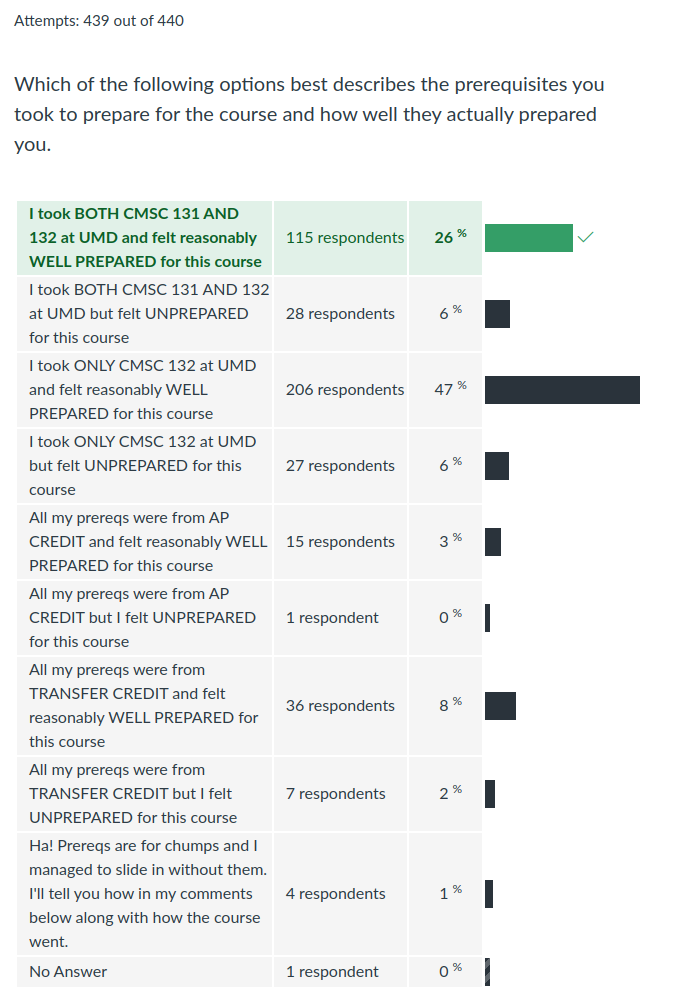 Attempts: 439 out of 440
Which of the following options best describes the prerequisites you
took to prepare for the course and how well they actually prepared
you.
I took BOTH CMSC 131 AND
132 at UMD and felt reasonably
WELL PREPARED for this course
115 respondents
26 %
I took BOTH CMSC 131 AND 132
at UMD but felt UNPREPARED
for this course
28 respondents
6 %
I took ONLY CMSC 132 at UMD
and felt reasonably WELL
PREPARED for this course
206 respondents
47 %
I took ONLY CMSC 132 at UMD
but felt UNPREPARED for this
course
27 respondents
6 %
All my prereqs were from AP
CREDIT and felt reasonably WELL
PREPARED for this course
15 respondents
3 %
All my prereqs were from AP
CREDIT but I felt UNPREPARED
for this course
1 respondent
0 %
All my prereqs were from
TRANSFER CREDIT and felt
reasonably WELL PREPARED for
this course
36 respondents
8 %
All my prereqs were from
TRANSFER CREDIT but I felt
UNPREPARED for this course
7 respondents
2 %
Ha! Prereqs are for chumps and I
managed to slide in without them.
I'll tell you how in my comments
below along with how the course
went.
4 respondents
1 %
No Answer
1 respondent
0 %